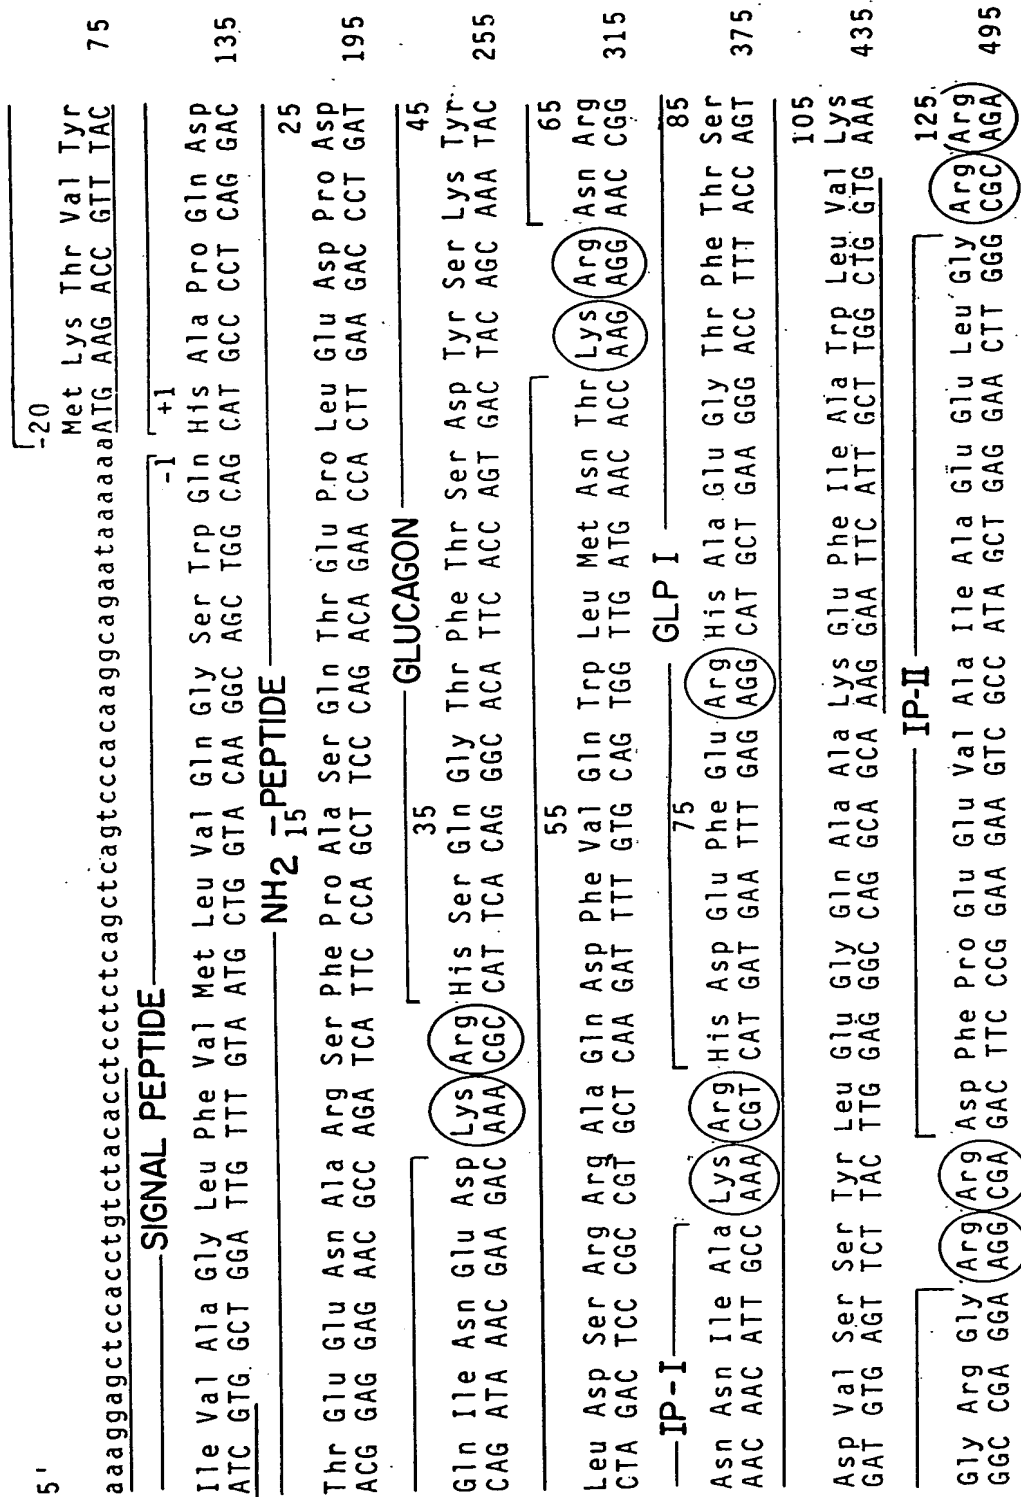 5'
-20
Met Lys Thr Val Tyr
aaaggagctccacctgtctacacctcctctcagctcagtcccacaaggcagaataaaaaaATG AAG ACC GTT TAC 75
SIGNAL PEPTIDE -1 +1
Ile Val Ala Gly Leu Phe Val Met Leu Val Gln Gly Ser Trp Gln His Ala Pro Gln Asp
ATC GTG GCT GGA TTG TTT GTA ATG CTG GTA CAA GGC AGC TGG CAG CAT GCC CCT CAG GAC 135
NH2 - PEPTIDE
15 25
Thr Glu Glu Asn Ala Arg Ser Phe Pro Ala Ser Gln Thr Glu Pro Leu Glu Asp Pro Asp
ACG GAG GAG AAC GCC AGA TCA TTC CCA GCT TCC CAG ACA GAA CCA CTT GAA GAC CCT GAT 195
GLUCAGON
35 45
Gln Ile Asn Glu Asp Lys Arg His Ser Gln Gly Thr Phe Thr Ser Asp Tyr Ser Lys Tyr
CAG ATA AAC GAA GAC AAA CGC CAT TCA CAG GGC ACA TTC ACC AGT GAC TAC AGC AAA TAC 255
55 65
Leu Asp Ser Arg Arg Ala Gln Asp Phe Val Gln Trp Leu Met Asn Thr Lys Arg Asn Arg
CTA GAC TCC CGC CGT GCT CAA GAT TTT GTG CAG TGG TTG ATG AAC ACC AAG AGG AAC CGG 315
IP-I GLP I
75 85
Asn Asn Ile Ala Lys Arg His Asp Glu Phe Glu Arg His Ala Glu Gly Thr Phe Thr Ser
AAC AAC ATT GCC AAA CGT CAT GAT GAA TTT GAG AGG CAT GCT GAA GGG ACC TTT ACC AGT 375
105
Asp Val Ser Ser Tyr Leu Glu Gly Gln Ala Ala Lys Glu Phe Ile Ala Trp Leu Val Lys
GAT GTG AGT TCT TAC TTG GAG GGC CAG GCA GCA AAG GAA TTC ATT GCT TGG CTG GTG AAA 435
IP-II
125
Gly Arg Gly Arg Arg Asp Phe Pro Glu Glu Val Ala Ile Ala Glu Glu Leu Gly Arg Arg
GGC CGA GGA AGG CGA GAC TTC CCG GAA GAA GTC GCC ATA GCT GAG GAA CTT GGG CGC AGA 495